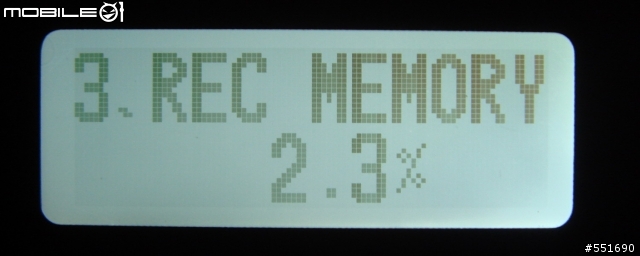 MOBILE01
3. REC MEMORY
2.3%
#551690